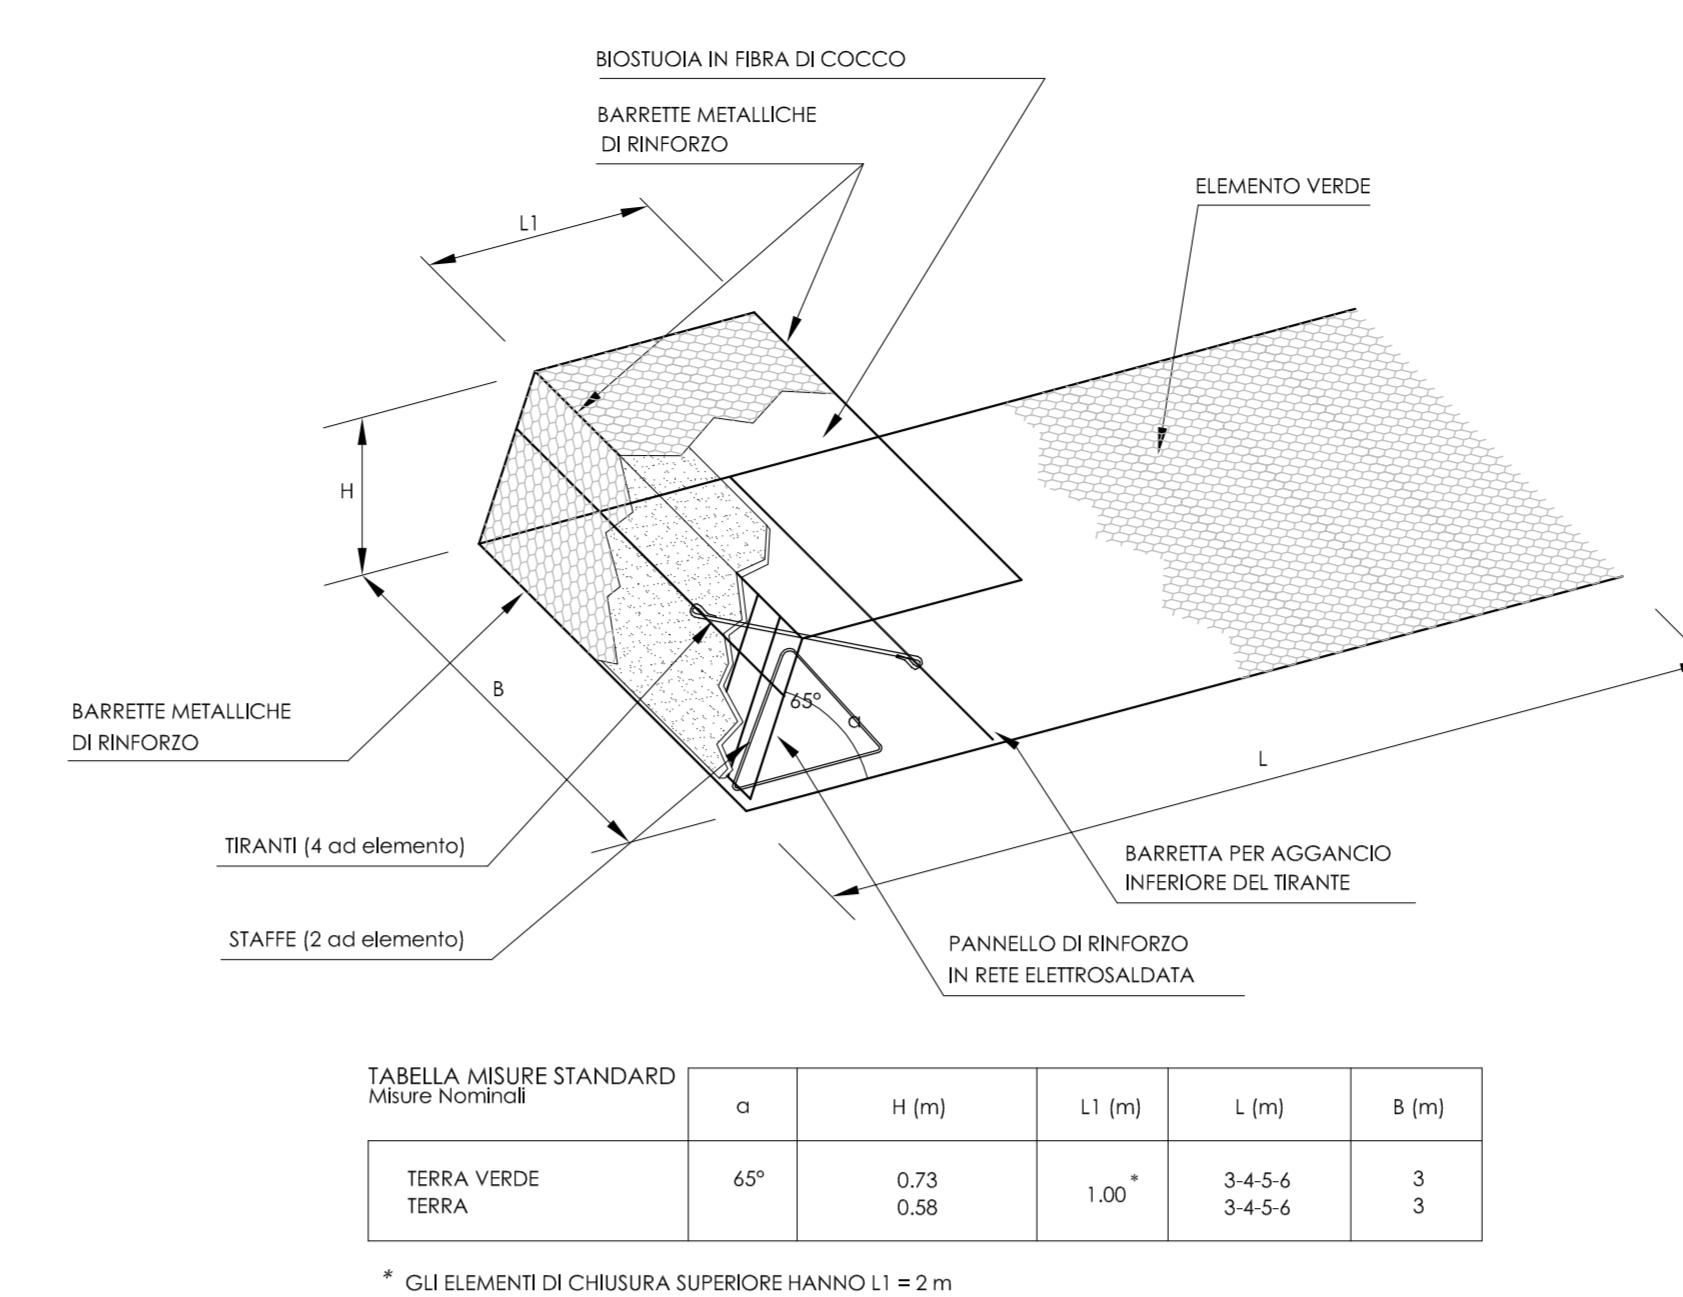 BIOSTUOIA IN FIBRA DI COCCO
BARRETTE METALLICHE
DI RINFORZO
ELEMENTO VERDE
L1
H
B
65°
a
L
BARRETTE METALLICHE
DI RINFORZO
TIRANTI (4 ad elemento)
STAFFE (2 ad elemento)
BARRETTA PER AGGANCIO
INFERIORE DEL TIRANTE
PANNELLO DI RINFORZO
IN RETE ELETTROSALDATA
TABELLA MISURE STANDARD
Misure Nominali
a H (m) L1 (m) L (m) B (m)
TERRA VERDE 65° 0.73 1.00 * 3-4-5-6 3
TERRA 0.58 3-4-5-6 3
* GLI ELEMENTI DI CHIUSURA SUPERIORE HANNO L1 = 2 m